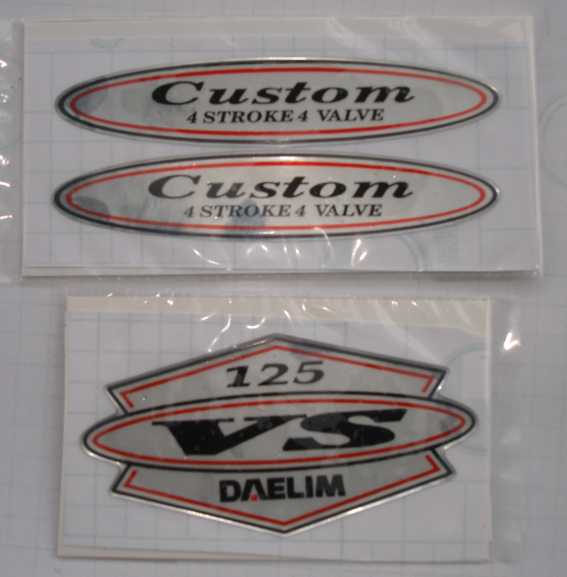 Custom
4 STROKE 4 VALVE
Custom
4 STROKE 4 VALVE
125
VS
DAELIM